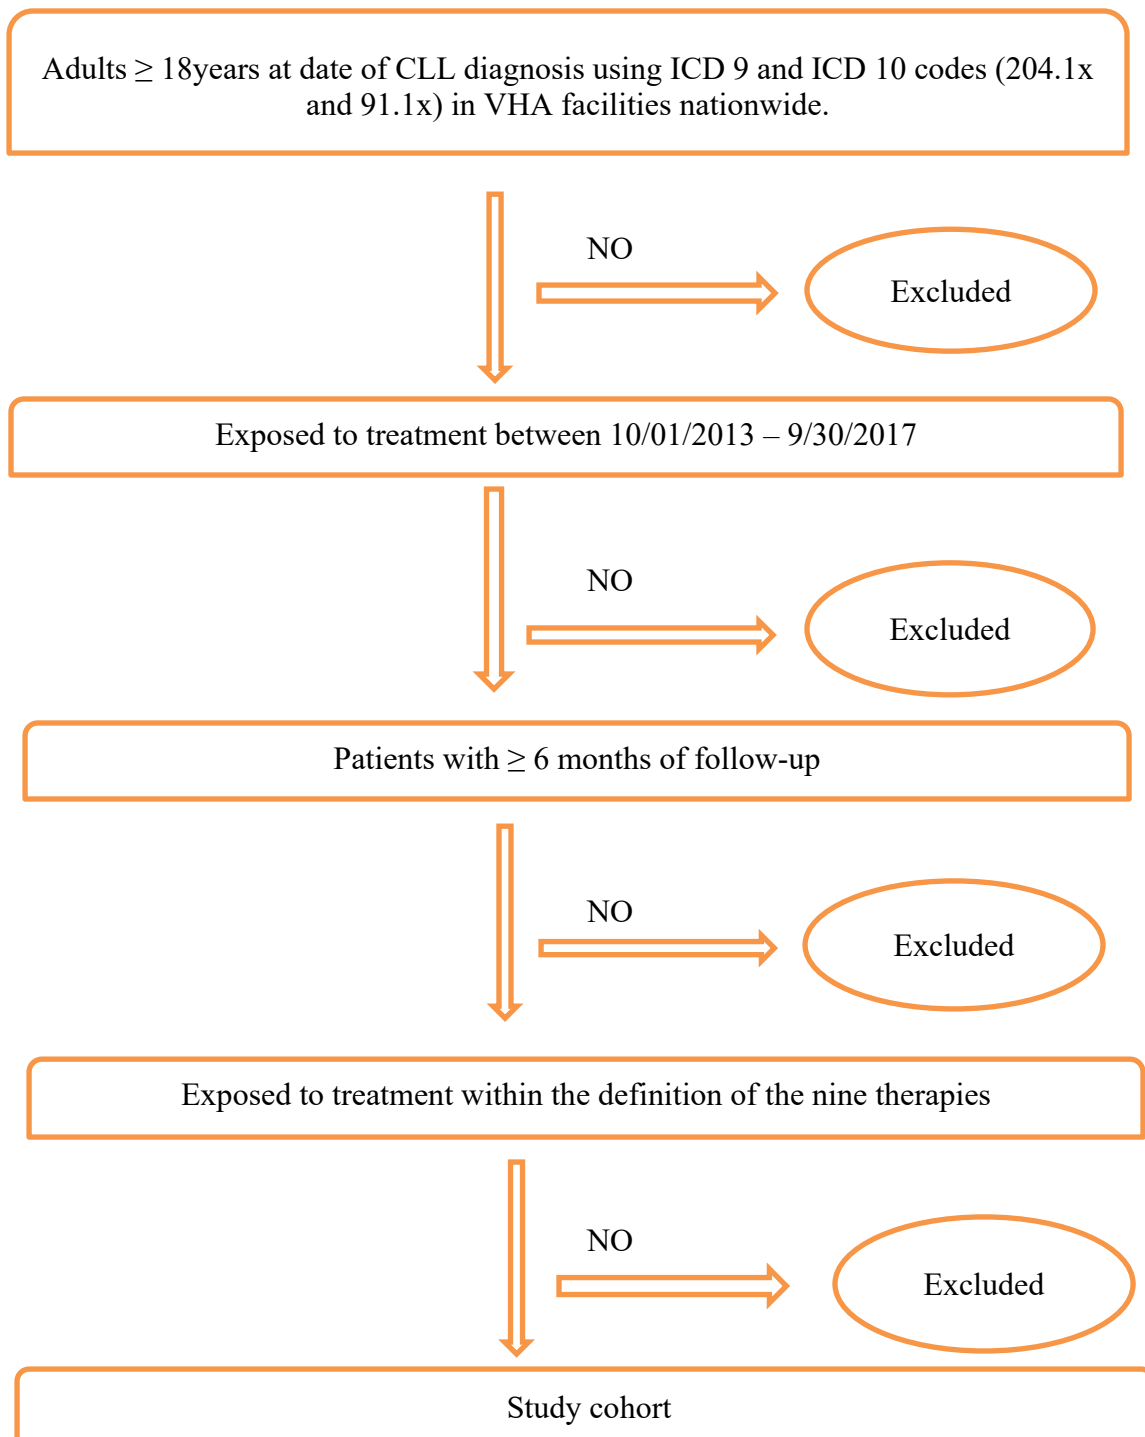 Adults ≥ 18years at date of CLL diagnosis using ICD 9 and ICD 10 codes (204.1x
and 91.1x) in VHA facilities nationwide.
NO
Excluded
Exposed to treatment between 10/01/2013 – 9/30/2017
NO
Excluded
Patients with ≥ 6 months of follow-up
NO
Excluded
Exposed to treatment within the definition of the nine therapies
NO
Excluded
Study cohort